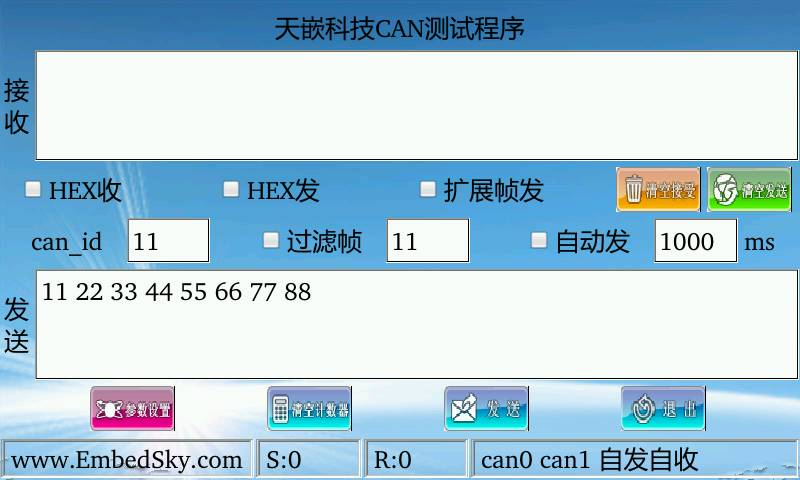 天嵌科技CAN测试程序
接收
HEX收 HEX发 扩展帧发 清空接受 清空发送
can_id 11 过滤帧 11 自动发 1000 ms
发送
11 22 33 44 55 66 77 88
参数设置 清空计数器 发送 退出
www.EmbedSky.com S:0 R:0 can0 can1 自发自收